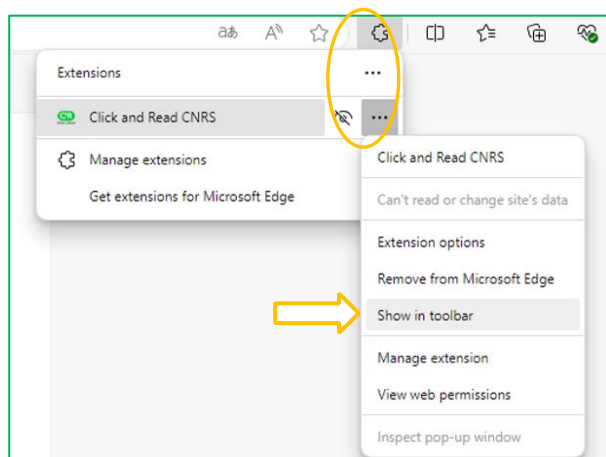 aあ A
Extensions
Click and Read CNRS
Manage extensions
Get extensions for Microsoft Edge
Click and Read CNRS
Can't read or change site's data
Extension options
Remove from Microsoft Edge
Show in toolbar
Manage extension
View web permissions
Inspect pop-up window